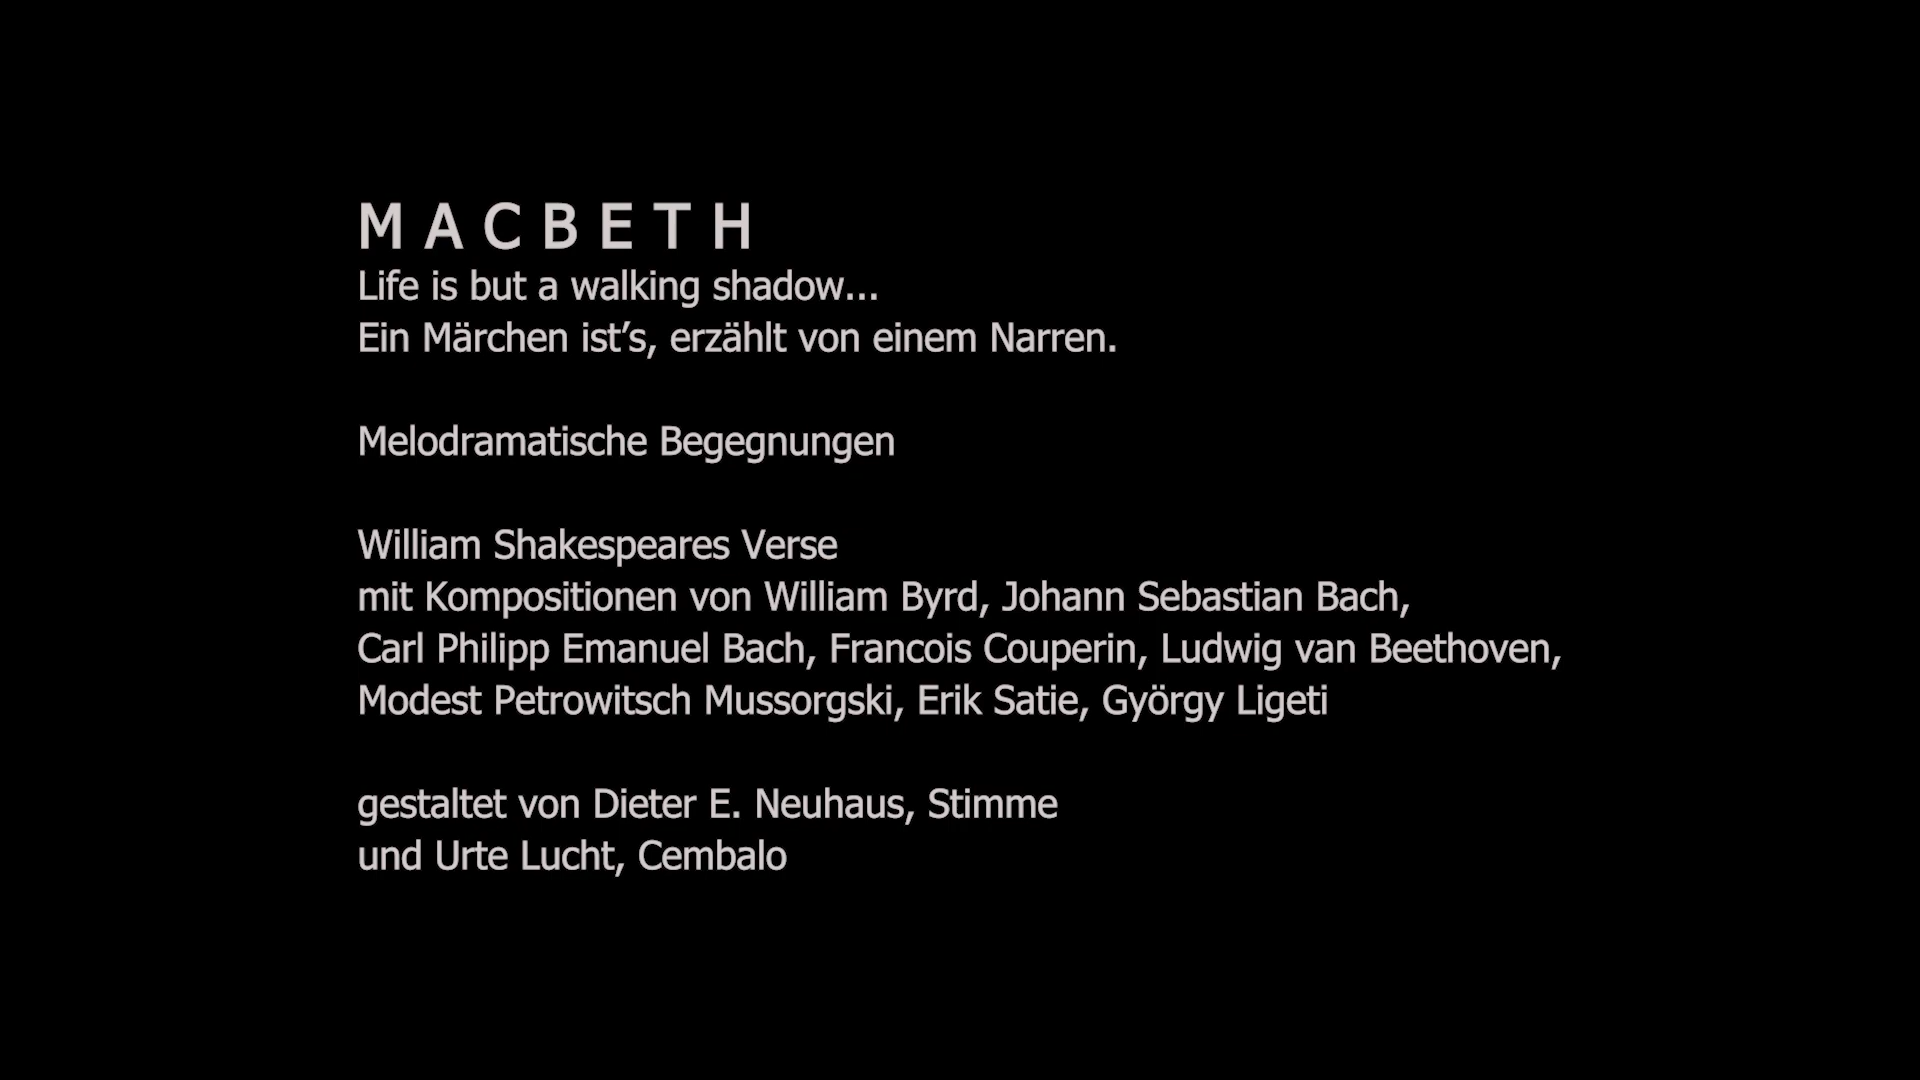 MACBETH
Life is but a walking shadow...
Ein Märchen ist’s, erzählt von einem Narren.
Melodramatische Begegnungen
William Shakespeares Verse
mit Kompositionen von William Byrd, Johann Sebastian Bach,
Carl Philipp Emanuel Bach, Francois Couperin, Ludwig van Beethoven,
Modest Petrowitsch Mussorgski, Erik Satie, György Ligeti
gestaltet von Dieter E. Neuhaus, Stimme
und Urte Lucht, Cembalo